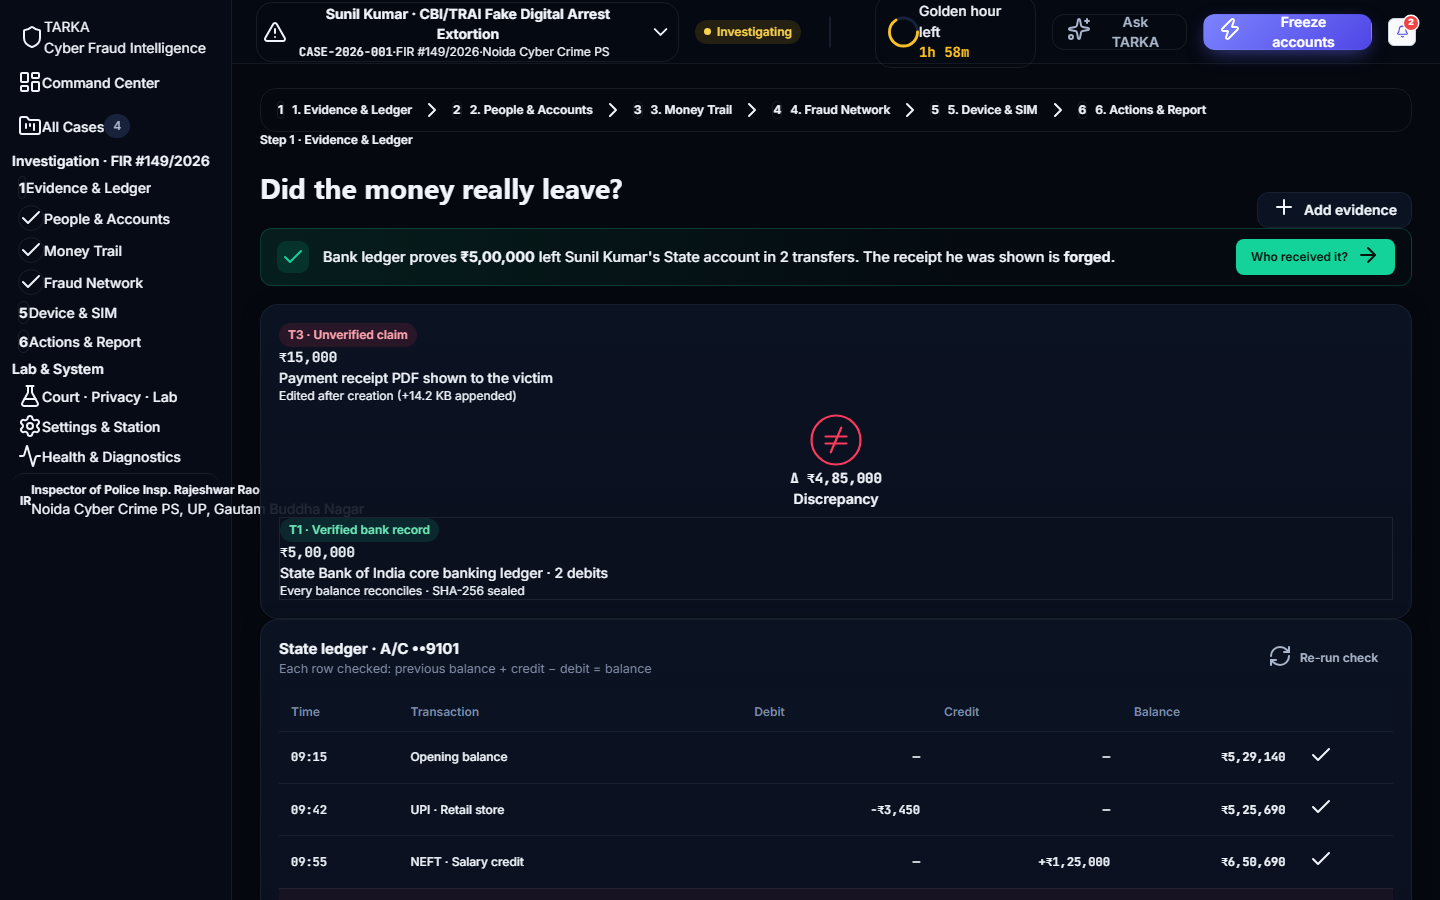 TARKA
Cyber Fraud Intelligence
Command Center
All Cases 4
Investigation · FIR #149/2026
1Evidence & Ledger
People & Accounts
Money Trail
Fraud Network
5Device & SIM
6Actions & Report
Lab & System
Court · Privacy · Lab
Settings & Station
Health & Diagnostics
IR
Inspector of Police Insp. Rajeshwar Rao
Noida Cyber Crime PS, UP, Gautam Buddha Nagar
Sunil Kumar · CBI/TRAI Fake Digital Arrest
Extortion
CASE-2026-001·FIR #149/2026·Noida Cyber Crime PS
Investigating
Golden hour
left
1h 58m
Ask
TARKA
Freeze
accounts
2
1 1. Evidence & Ledger
2 2. People & Accounts
3 3. Money Trail
4 4. Fraud Network
5 5. Device & SIM
6 6. Actions & Report
Step 1 · Evidence & Ledger
Did the money really leave?
Add evidence
Bank ledger proves ₹5,00,000 left Sunil Kumar's State account in 2 transfers. The receipt he was shown is forged.
Who received it?
T3 · Unverified claim
₹15,000
Payment receipt PDF shown to the victim
Edited after creation (+14.2 KB appended)
≠
Δ ₹4,85,000
Discrepancy
T1 · Verified bank record
₹5,00,000
State Bank of India core banking ledger · 2 debits
Every balance reconciles · SHA-256 sealed
State ledger · A/C ••9101
Each row checked: previous balance + credit − debit = balance
Re-run check
Time Transaction Debit Credit Balance
09:15 Opening balance — — ₹5,29,140
09:42 UPI · Retail store -₹3,450 — ₹5,25,690
09:55 NEFT · Salary credit — +₹1,25,000 ₹6,50,690